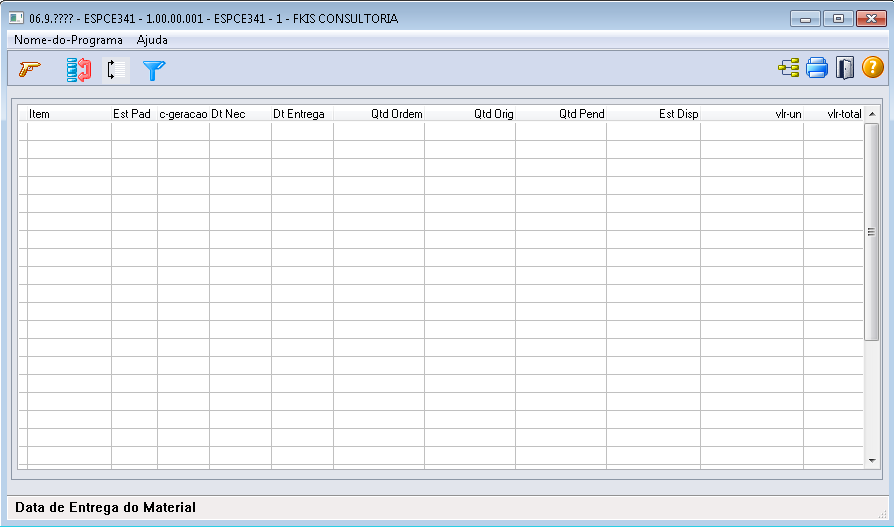 06.9.???? - ESPCE341 - 1.00.00.001 - ESPCE341 - 1 - FKIS CONSULTORIA
Nome-do-Programa Ajuda
Item Est Pad c-geracao Dt Nec Dt Entrega Qtd Ordem Qtd Orig Qtd Pend Est Disp vlr-un vlr-total
Data de Entrega do Material